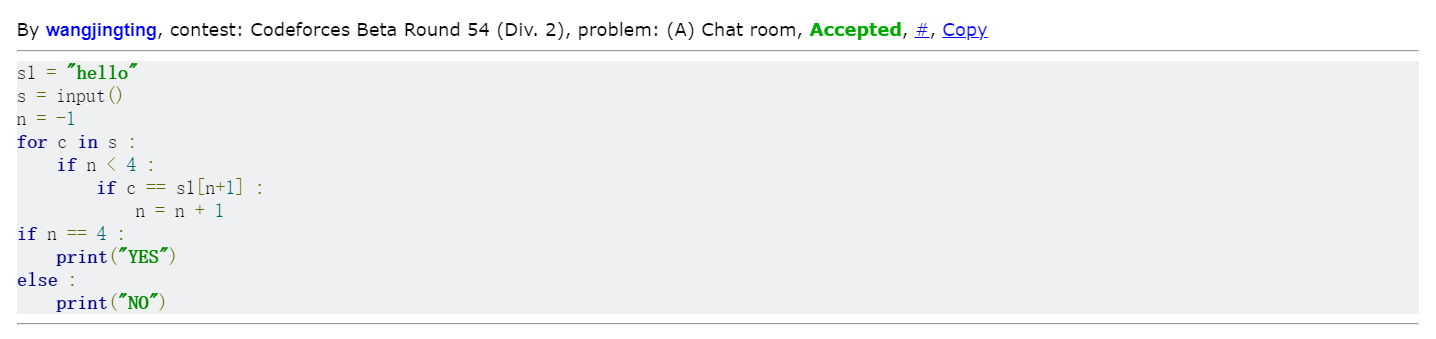 By wangjingting, contest: Codeforces Beta Round 54 (Div. 2), problem: (A) Chat room, Accepted, #, Copy
s1 = "hello"
s = input()
n = -1
for c in s :
    if n < 4 :
        if c == s1[n+1] :
            n = n + 1
if n == 4 :
    print("YES")
else :
    print("NO")